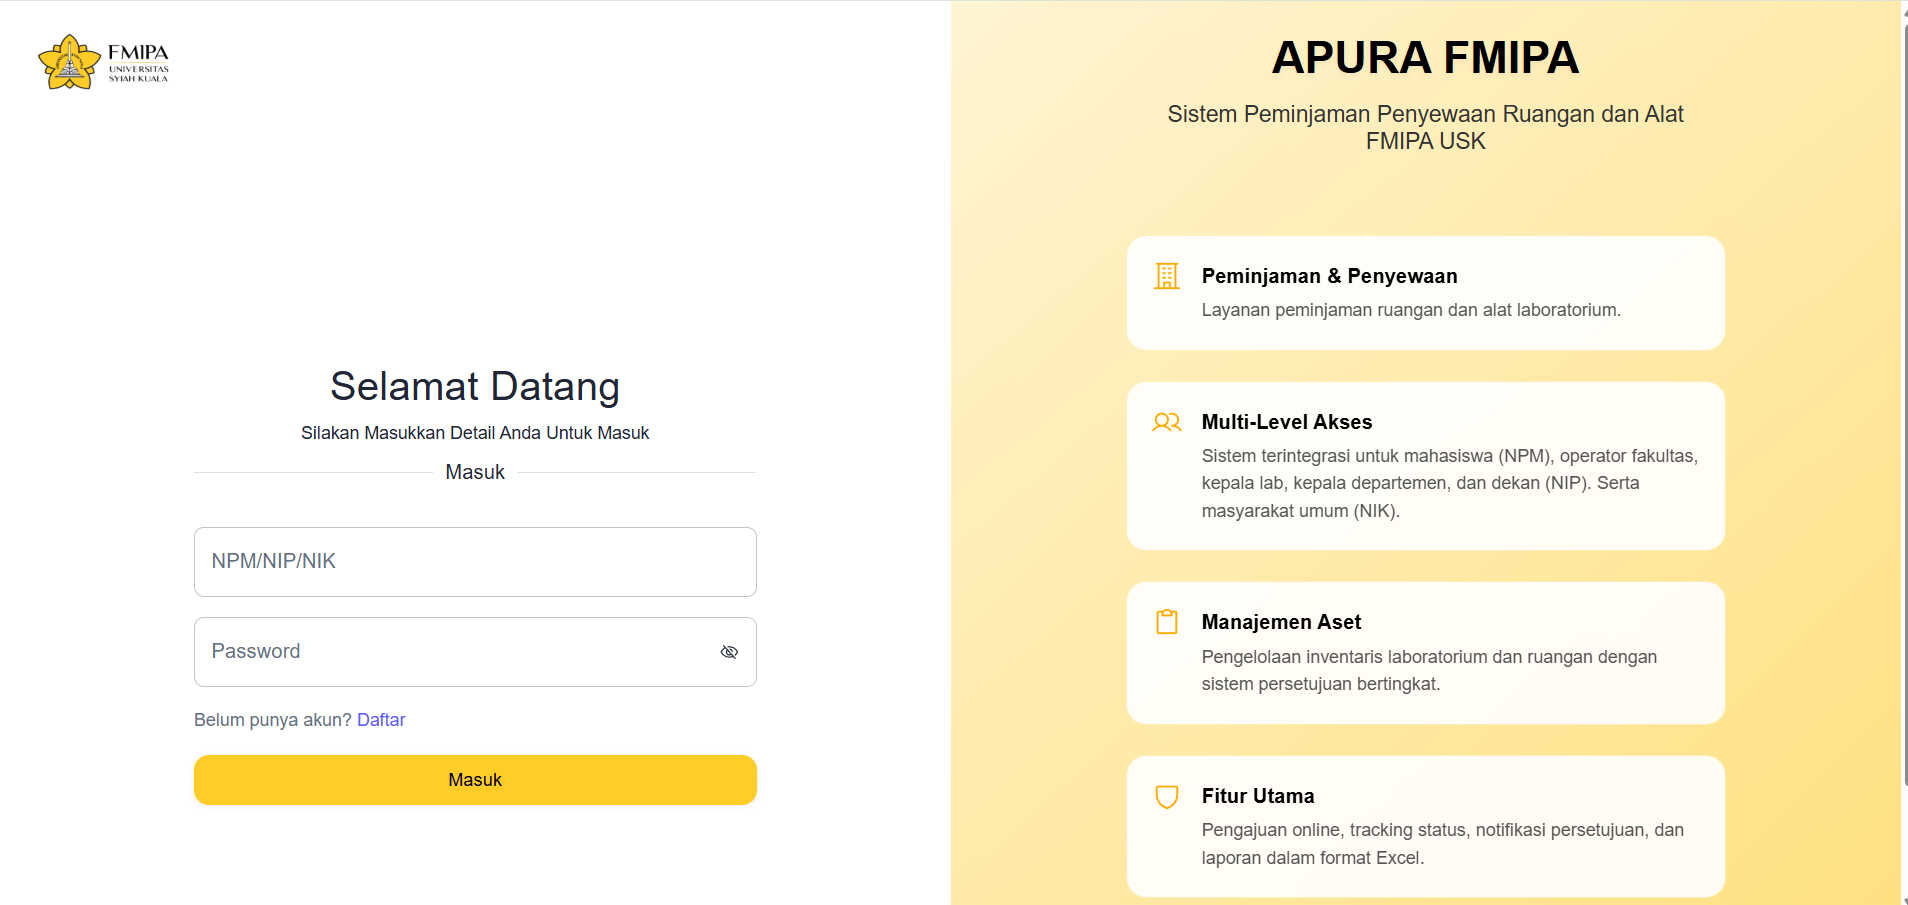 FMIPA
UNIVERSITAS
SYIAH KUALA
Selamat Datang
Silakan Masukkan Detail Anda Untuk Masuk
Masuk
NPM/NIP/NIK
Password
Belum punya akun? Daftar
Masuk
APURA FMIPA
Sistem Peminjaman Penyewaan Ruangan dan Alat
FMIPA USK
Peminjaman & Penyewaan
Layanan peminjaman ruangan dan alat laboratorium.
Multi-Level Akses
Sistem terintegrasi untuk mahasiswa (NPM), operator fakultas,
kepala lab, kepala departemen, dan dekan (NIP). Serta
masyarakat umum (NIK).
Manajemen Aset
Pengelolaan inventaris laboratorium dan ruangan dengan
sistem persetujuan bertingkat.
Fitur Utama
Pengajuan online, tracking status, notifikasi persetujuan, dan
laporan dalam format Excel.